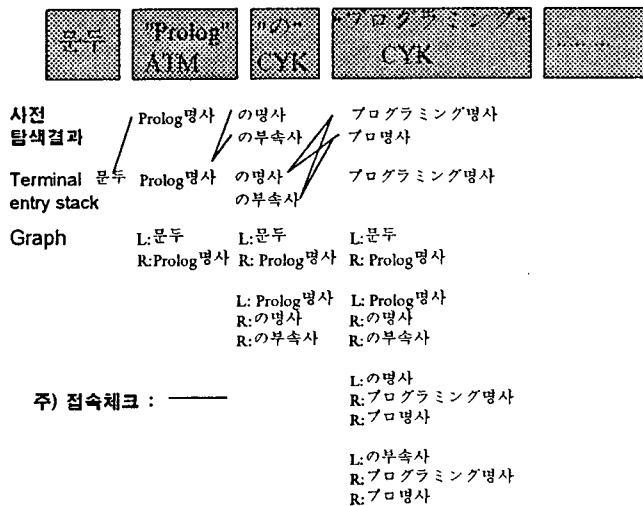 문두 "Prolog" "の" "プログラミング"
ATM CYK CYK ... ...
사전 Prolog명사 の명사 プログラミング명사
탐색결과 の부속사 プロ명사
Terminal 문두 Prolog명사 の명사 プログラミング명사
entry stack の부속사
Graph L:문두 L:문두 L:문두
R:Prolog명사 R: Prolog명사 R: Prolog명사
L: Prolog명사 L: Prolog명사
R:の명사 R:の명사
R:の부속사 R:の부속사
L:の명사
주) 접속체크 : R:プログラミング명사
R:プロ명사
L:の부속사
R:プログラミング명사
R:プロ명사